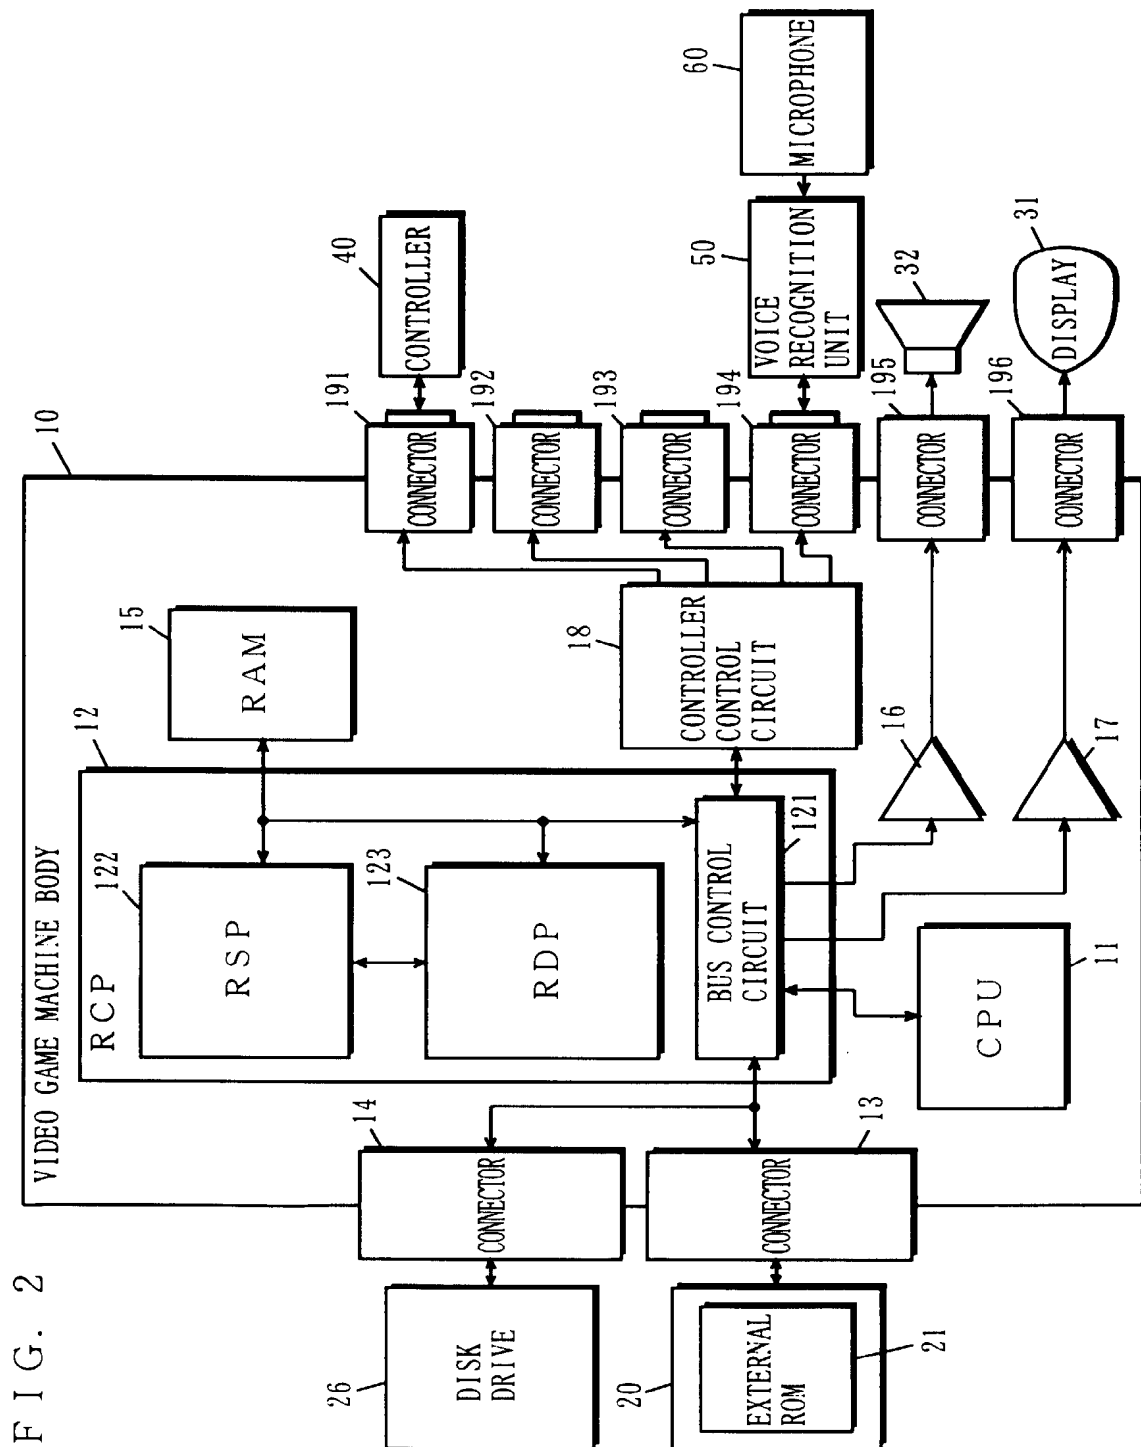 FIG. 2
VIDEO GAME MACHINE BODY
10
RCP
12
122
RSP
123
RDP
15
RAM
BUS CONTROL
CIRCUIT
121
CPU
11
CONTROLLER
CONTROL
CIRCUIT
18
16
17
14
CONNECTOR
13
CONNECTOR
26
DISK
DRIVE
20
EXTERNAL
ROM
21
191
CONNECTOR
192
CONNECTOR
193
CONNECTOR
194
CONNECTOR
195
CONNECTOR
196
CONNECTOR
40
CONTROLLER
50
VOICE
RECOGNITION
UNIT
60
MICROPHONE
32
31
DISPLAY